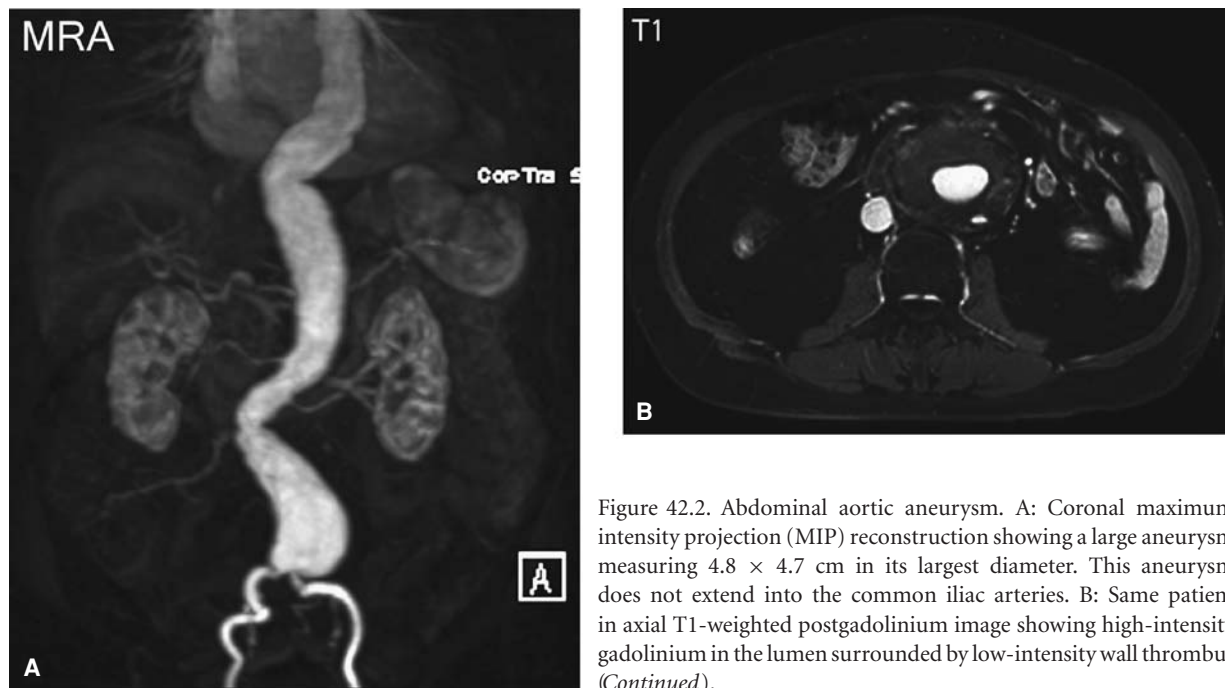 MRA
Cor>Tra
A
A
T1
B
Figure 42.2. Abdominal aortic aneurysm. A: Coronal maximum
intensity projection (MIP) reconstruction showing a large aneurysm
measuring 4.8 × 4.7 cm in its largest diameter. This aneurysm
does not extend into the common iliac arteries. B: Same patien
in axial T1-weighted postgadolinium image showing high-intensit
gadolinium in the lumen surrounded by low-intensity wall thrombu
(Continued).